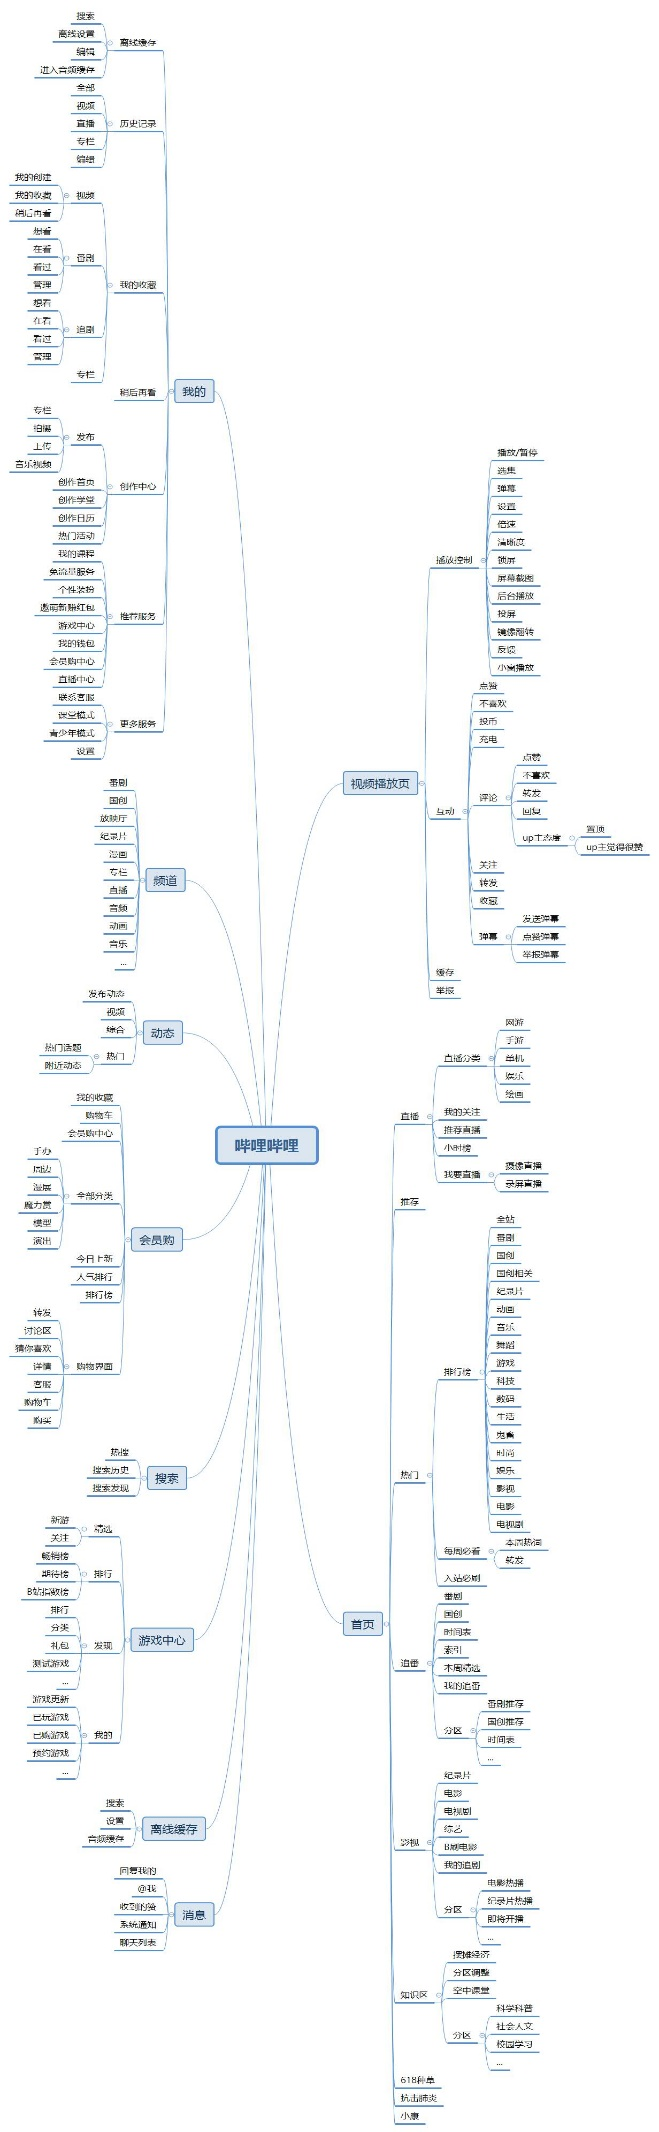 哔哩哔哩
我的
离线缓存
搜索
离线设置
编辑
进入音频缓存
历史记录
全部
视频
直播
专栏
编辑
我的收藏
视频
我的创建
我的收藏
稍后再看
番剧
想看
在看
看过
管理
追剧
想看
在看
看过
管理
专栏
稍后再看
创作中心
发布
专栏
拍摄
上传
音乐视频
创作首页
创作学堂
创作日历
热门活动
推荐服务
我的课程
免流量服务
个性装扮
邀萌新赚红包
游戏中心
我的钱包
会员购中心
直播中心
更多服务
联系客服
课堂模式
青少年模式
设置
频道
番剧
国创
放映厅
纪录片
漫画
专栏
直播
音频
动画
音乐
...
动态
发布动态
视频
综合
热门
热门话题
附近动态
会员购
我的收藏
购物车
会员购中心
全部分类
手办
周边
漫展
魔力赏
模型
演出
今日上新
人气排行
排行榜
购物界面
转发
讨论区
猜你喜欢
详情
客服
购物车
购买
搜索
热搜
搜索历史
搜索发现
游戏中心
精选
新游
关注
排行
畅销榜
期待榜
B站指数榜
发现
排行
分类
礼包
测试游戏
...
我的
游戏更新
已玩游戏
已购游戏
预约游戏
...
离线缓存
搜索
设置
音频缓存
消息
回复我的
@我
收到的赞
系统通知
聊天列表
视频播放页
播放控制
播放/暂停
选集
弹幕
设置
倍速
清晰度
锁屏
屏幕截图
后台播放
投屏
镜像翻转
反馈
小窗播放
互动
点赞
不喜欢
投币
充电
评论
点赞
不喜欢
转发
回复
up主态度
置顶
up主觉得很赞
关注
转发
收藏
弹幕
发送弹幕
点赞弹幕
举报弹幕
缓存
举报
首页
直播
直播分类
网游
手游
单机
娱乐
绘画
我的关注
推荐直播
小时榜
我要直播
摄像直播
录屏直播
推荐
热门
排行榜
全站
番剧
国创
国创相关
纪录片
动画
音乐
舞蹈
游戏
科技
数码
生活
鬼畜
时尚
娱乐
影视
电影
电视剧
每周必看
本周热词
转发
入站必刷
追番
番剧
国创
时间表
索引
本周精选
我的追番
分区
番剧推荐
国创推荐
时间表
...
影视
纪录片
电影
电视剧
综艺
B剧电影
我的追剧
分区
电影热播
纪录片热播
即将开播
...
知识区
摆摊经济
分区调整
空中课堂
分区
科学科普
社会人文
校园学习
...
618种草
抗击肺炎
小康